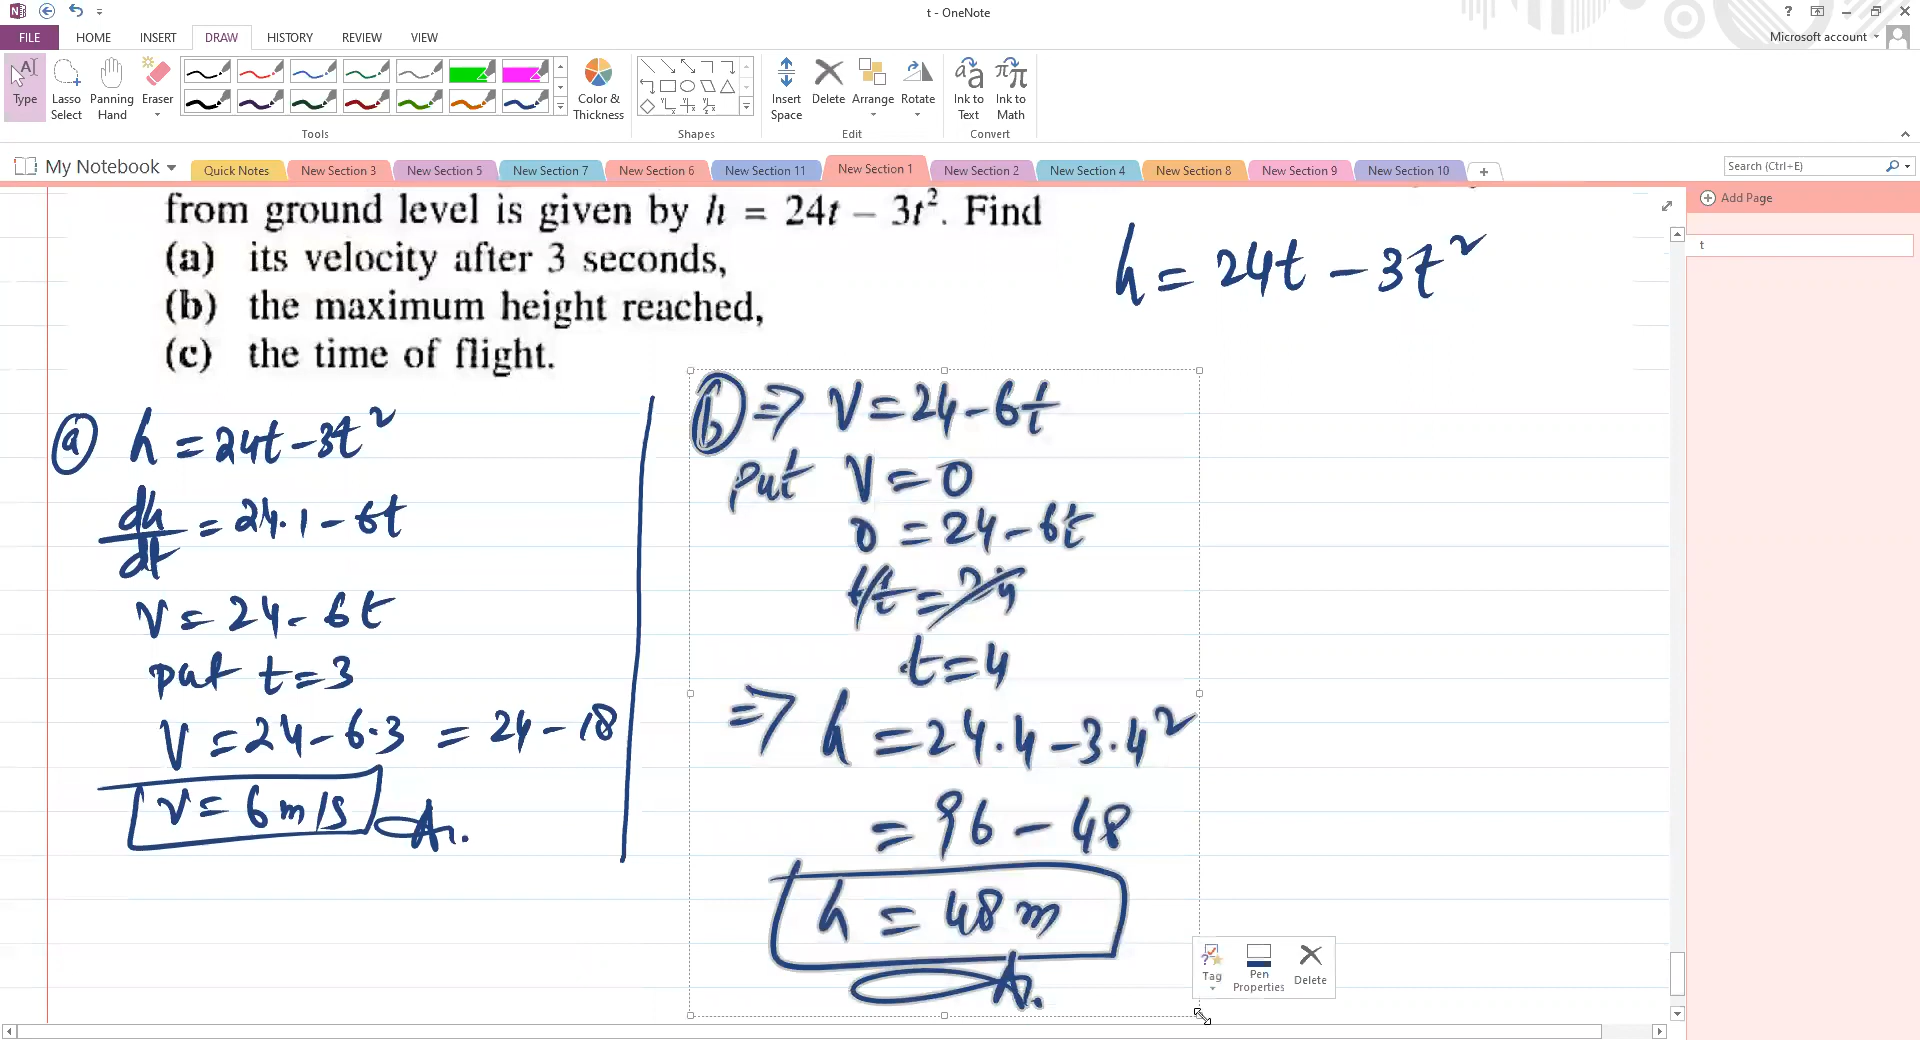 t - OneNote
?
Microsoft account
FILE HOME INSERT DRAW HISTORY REVIEW VIEW
Type
Lasso Select
Panning Hand
Eraser
Color & Thickness
Insert Space
Delete
Arrange
Rotate
Ink to Text
Ink to Math
Tools
Shapes
Edit
Convert
My Notebook
Quick Notes New Section 3 New Section 5 New Section 7 New Section 6 New Section 11 New Section 1 New Section 2 New Section 4 New Section 8 New Section 9 New Section 10
Search (Ctrl+E)
Add Page
t
from ground level is given by h = 24t − 3t². Find
(a) its velocity after 3 seconds,
(b) the maximum height reached,
(c) the time of flight.
h = 24t − 3t²
(a) h = 24t − 3t²
dh/dt = 24·1 − 6t
v = 24 − 6t
put t = 3
V = 24 − 6·3 = 24 − 18
v = 6 m/s
(b) ⇒ V = 24 − 6t
put V = 0
0 = 24 − 6t
6t = 24
t = 4
⇒ h = 24·4 − 3·4²
= 96 − 48
h = 48 m
Tag
Pen Properties
Delete